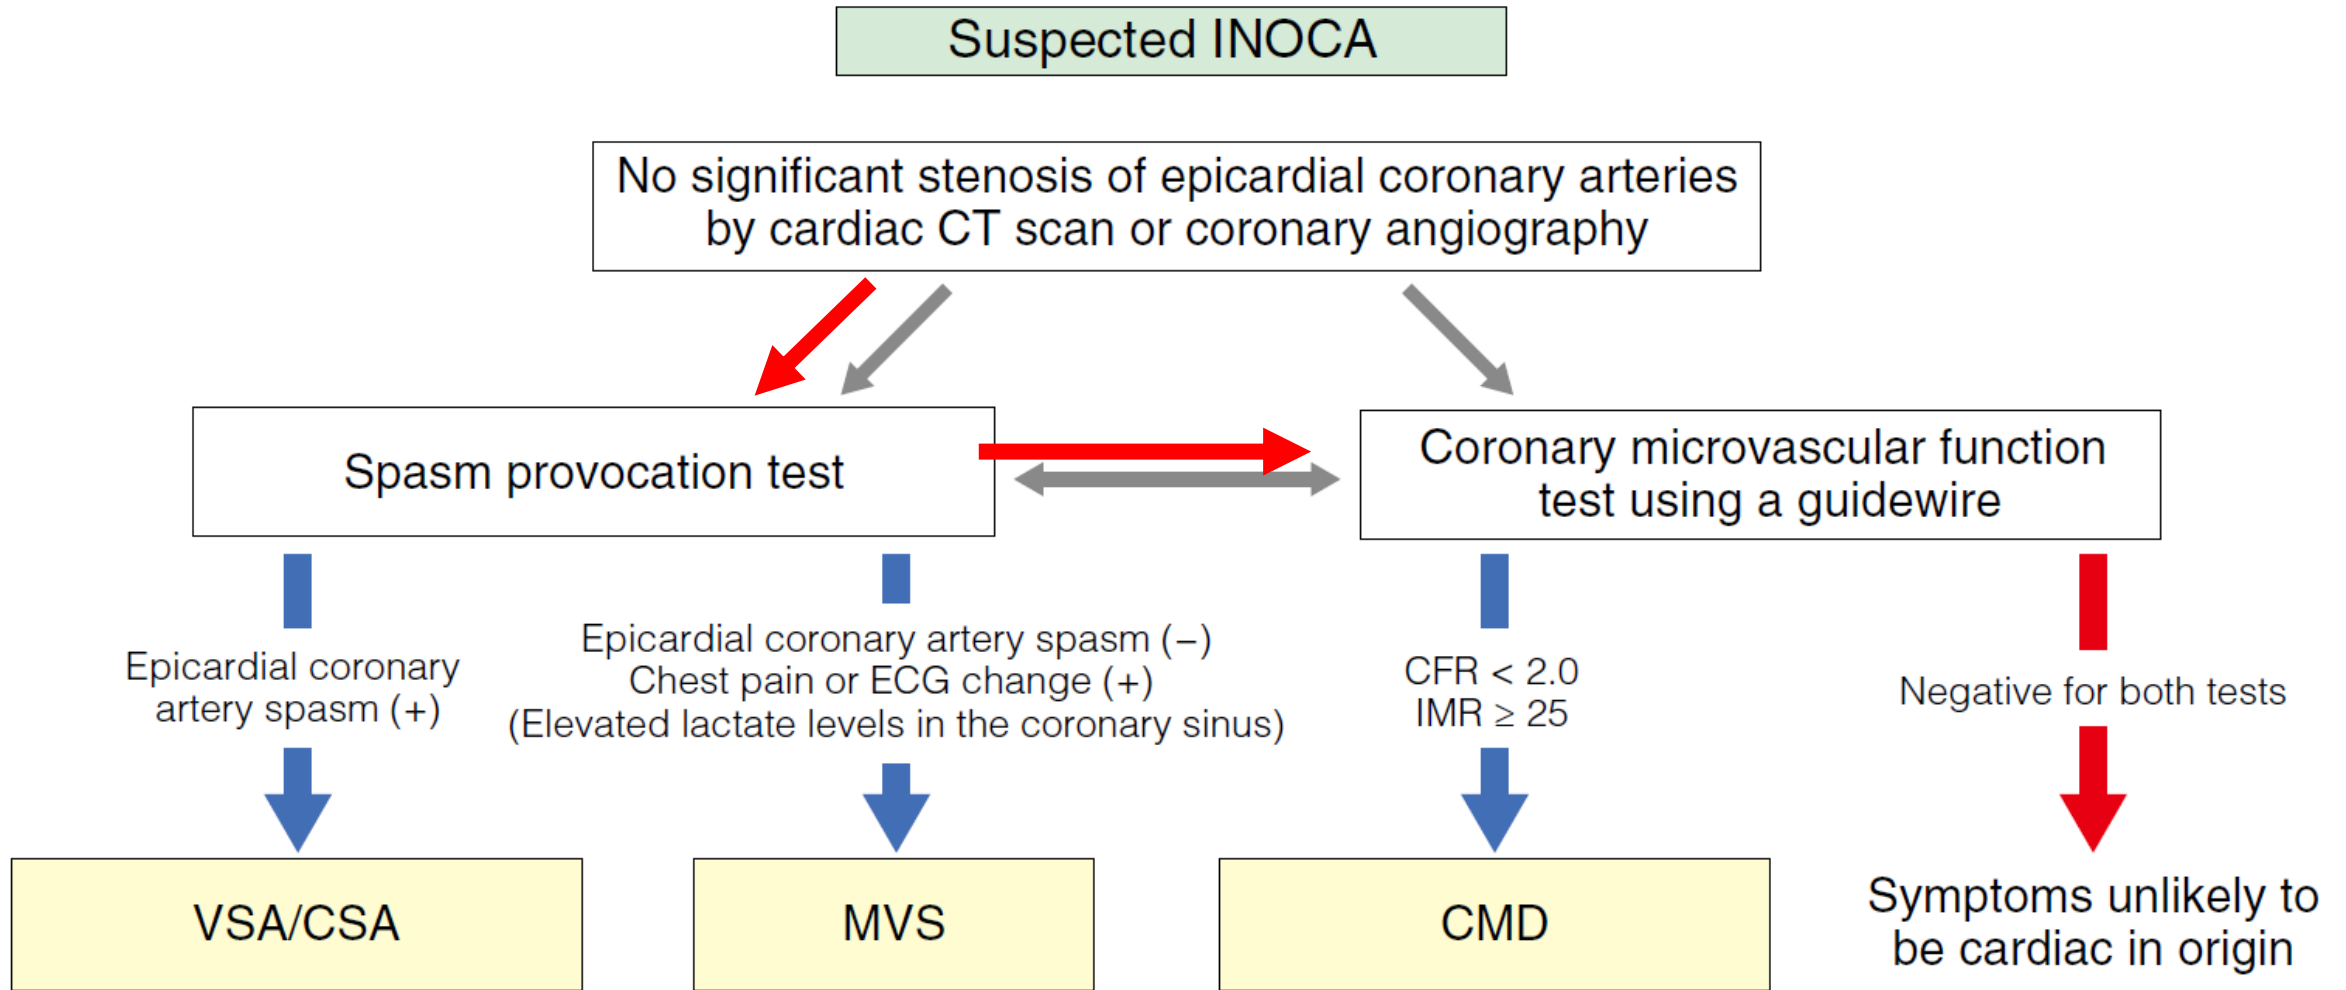 Suspected INOCA
No significant stenosis of epicardial coronary arteries
by cardiac CT scan or coronary angiography
Spasm provocation test
Coronary microvascular function
test using a guidewire
Epicardial coronary
artery spasm (+)
Epicardial coronary artery spasm (−)
Chest pain or ECG change (+)
(Elevated lactate levels in the coronary sinus)
CFR < 2.0
IMR ≥ 25
Negative for both tests
VSA/CSA
MVS
CMD
Symptoms unlikely to
be cardiac in origin